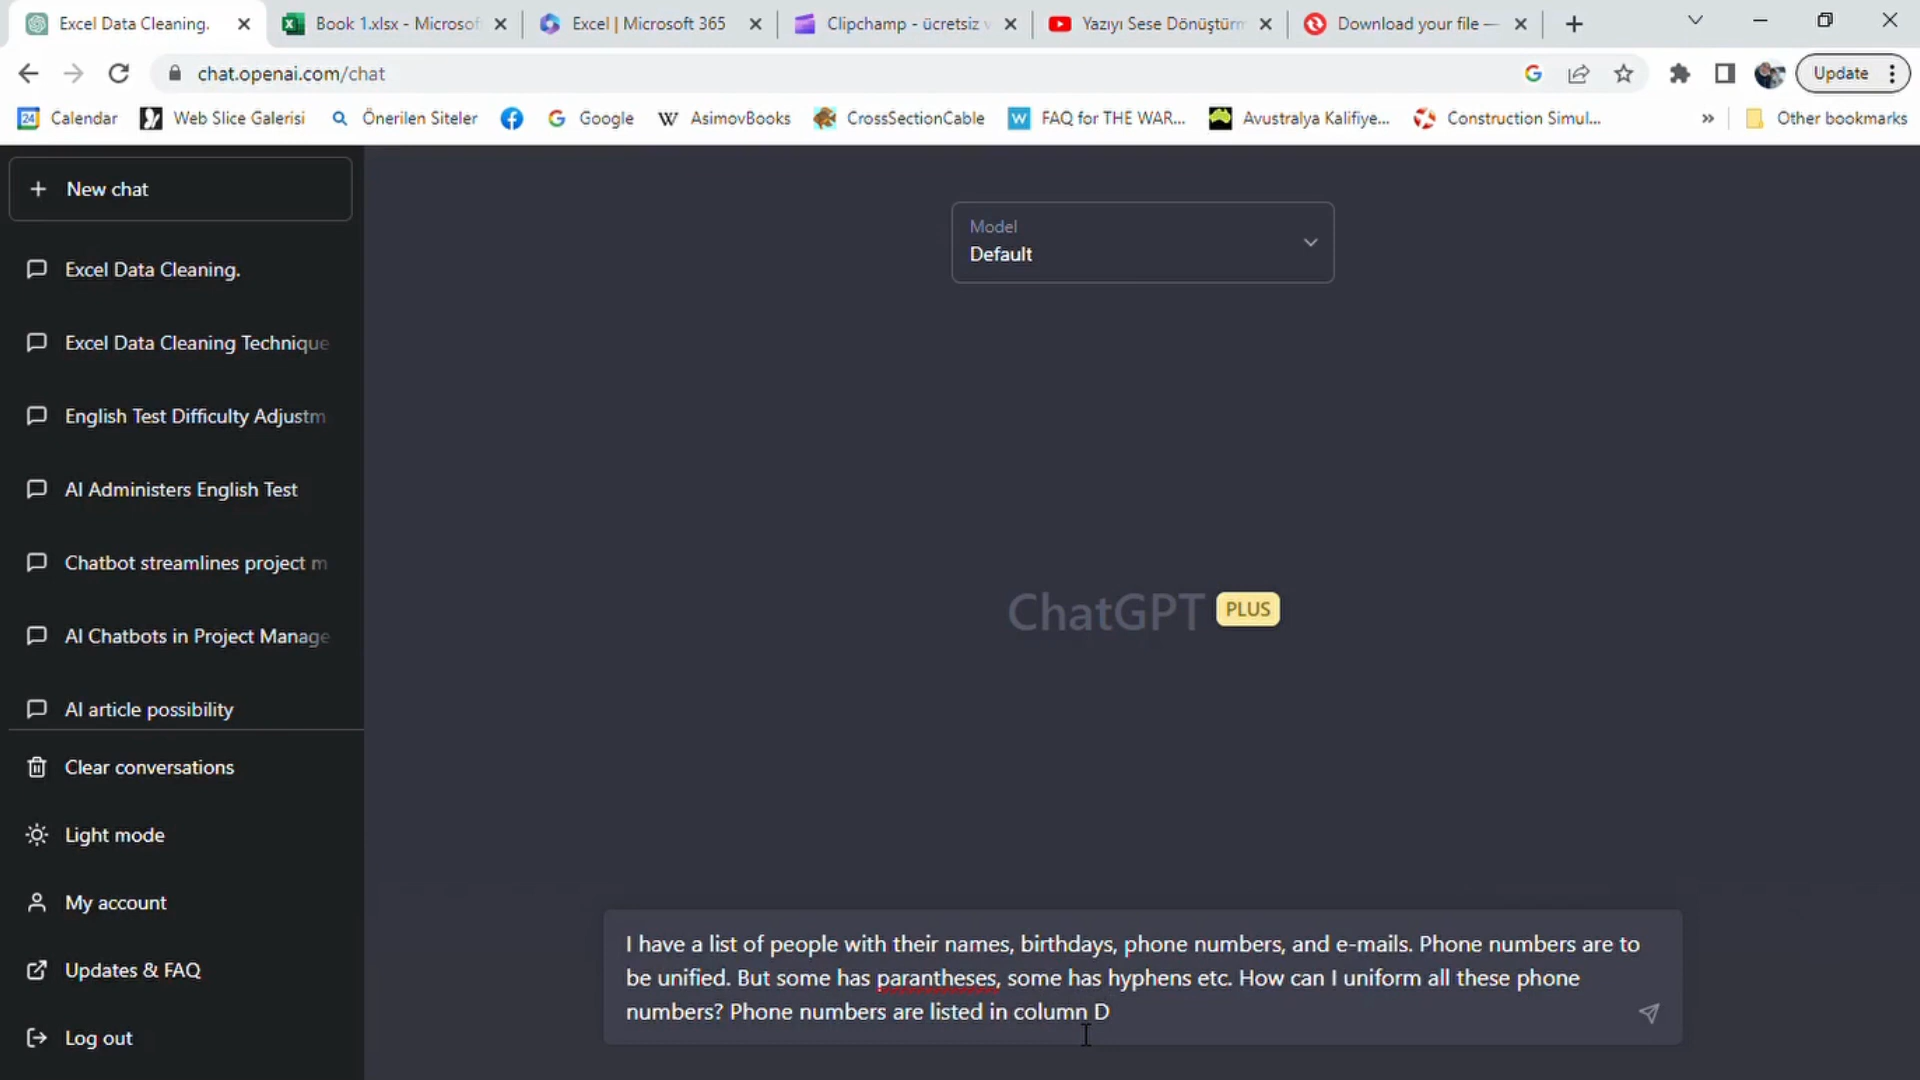 Excel Data Cleaning.
Book 1.xlsx - Microsof
Excel | Microsoft 365
Clipchamp - ücretsiz v
Yazıyı Sese Dönüştürm
Download your file —
chat.openai.com/chat
Update
24 Calendar
Web Slice Galerisi
Önerilen Siteler
Google
AsimovBooks
CrossSectionCable
FAQ for THE WAR...
Avustralya Kalifiye...
Construction Simul...
»
Other bookmarks
New chat
Excel Data Cleaning.
Excel Data Cleaning Technique
English Test Difficulty Adjustm
AI Administers English Test
Chatbot streamlines project m
AI Chatbots in Project Manage
AI article possibility
Clear conversations
Light mode
My account
Updates & FAQ
Log out
Model
Default
ChatGPT PLUS
I have a list of people with their names, birthdays, phone numbers, and e-mails. Phone numbers are to
be unified. But some has parantheses, some has hyphens etc. How can I uniform all these phone
numbers? Phone numbers are listed in column D